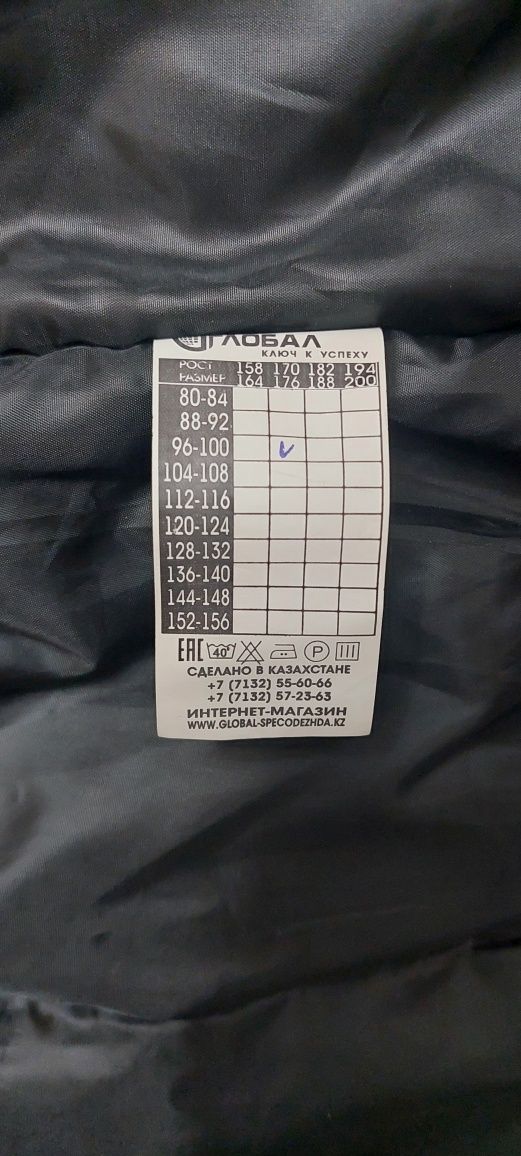 ГЛОБАЛ
КЛЮЧ К УСПЕХУ
РОСТ 158 170 182 194
РАЗМЕР 164 176 188 200
80-84
88-92
96-100 V
104-108
112-116
120-124
128-132
136-140
144-148
152-156
EAC 40° P
СДЕЛАНО В КАЗАХСТАНЕ
+7 (7132) 55-60-66
+7 (7132) 57-23-63
ИНТЕРНЕТ-МАГАЗИН
WWW.GLOBAL-SPECODEZHDA.KZ